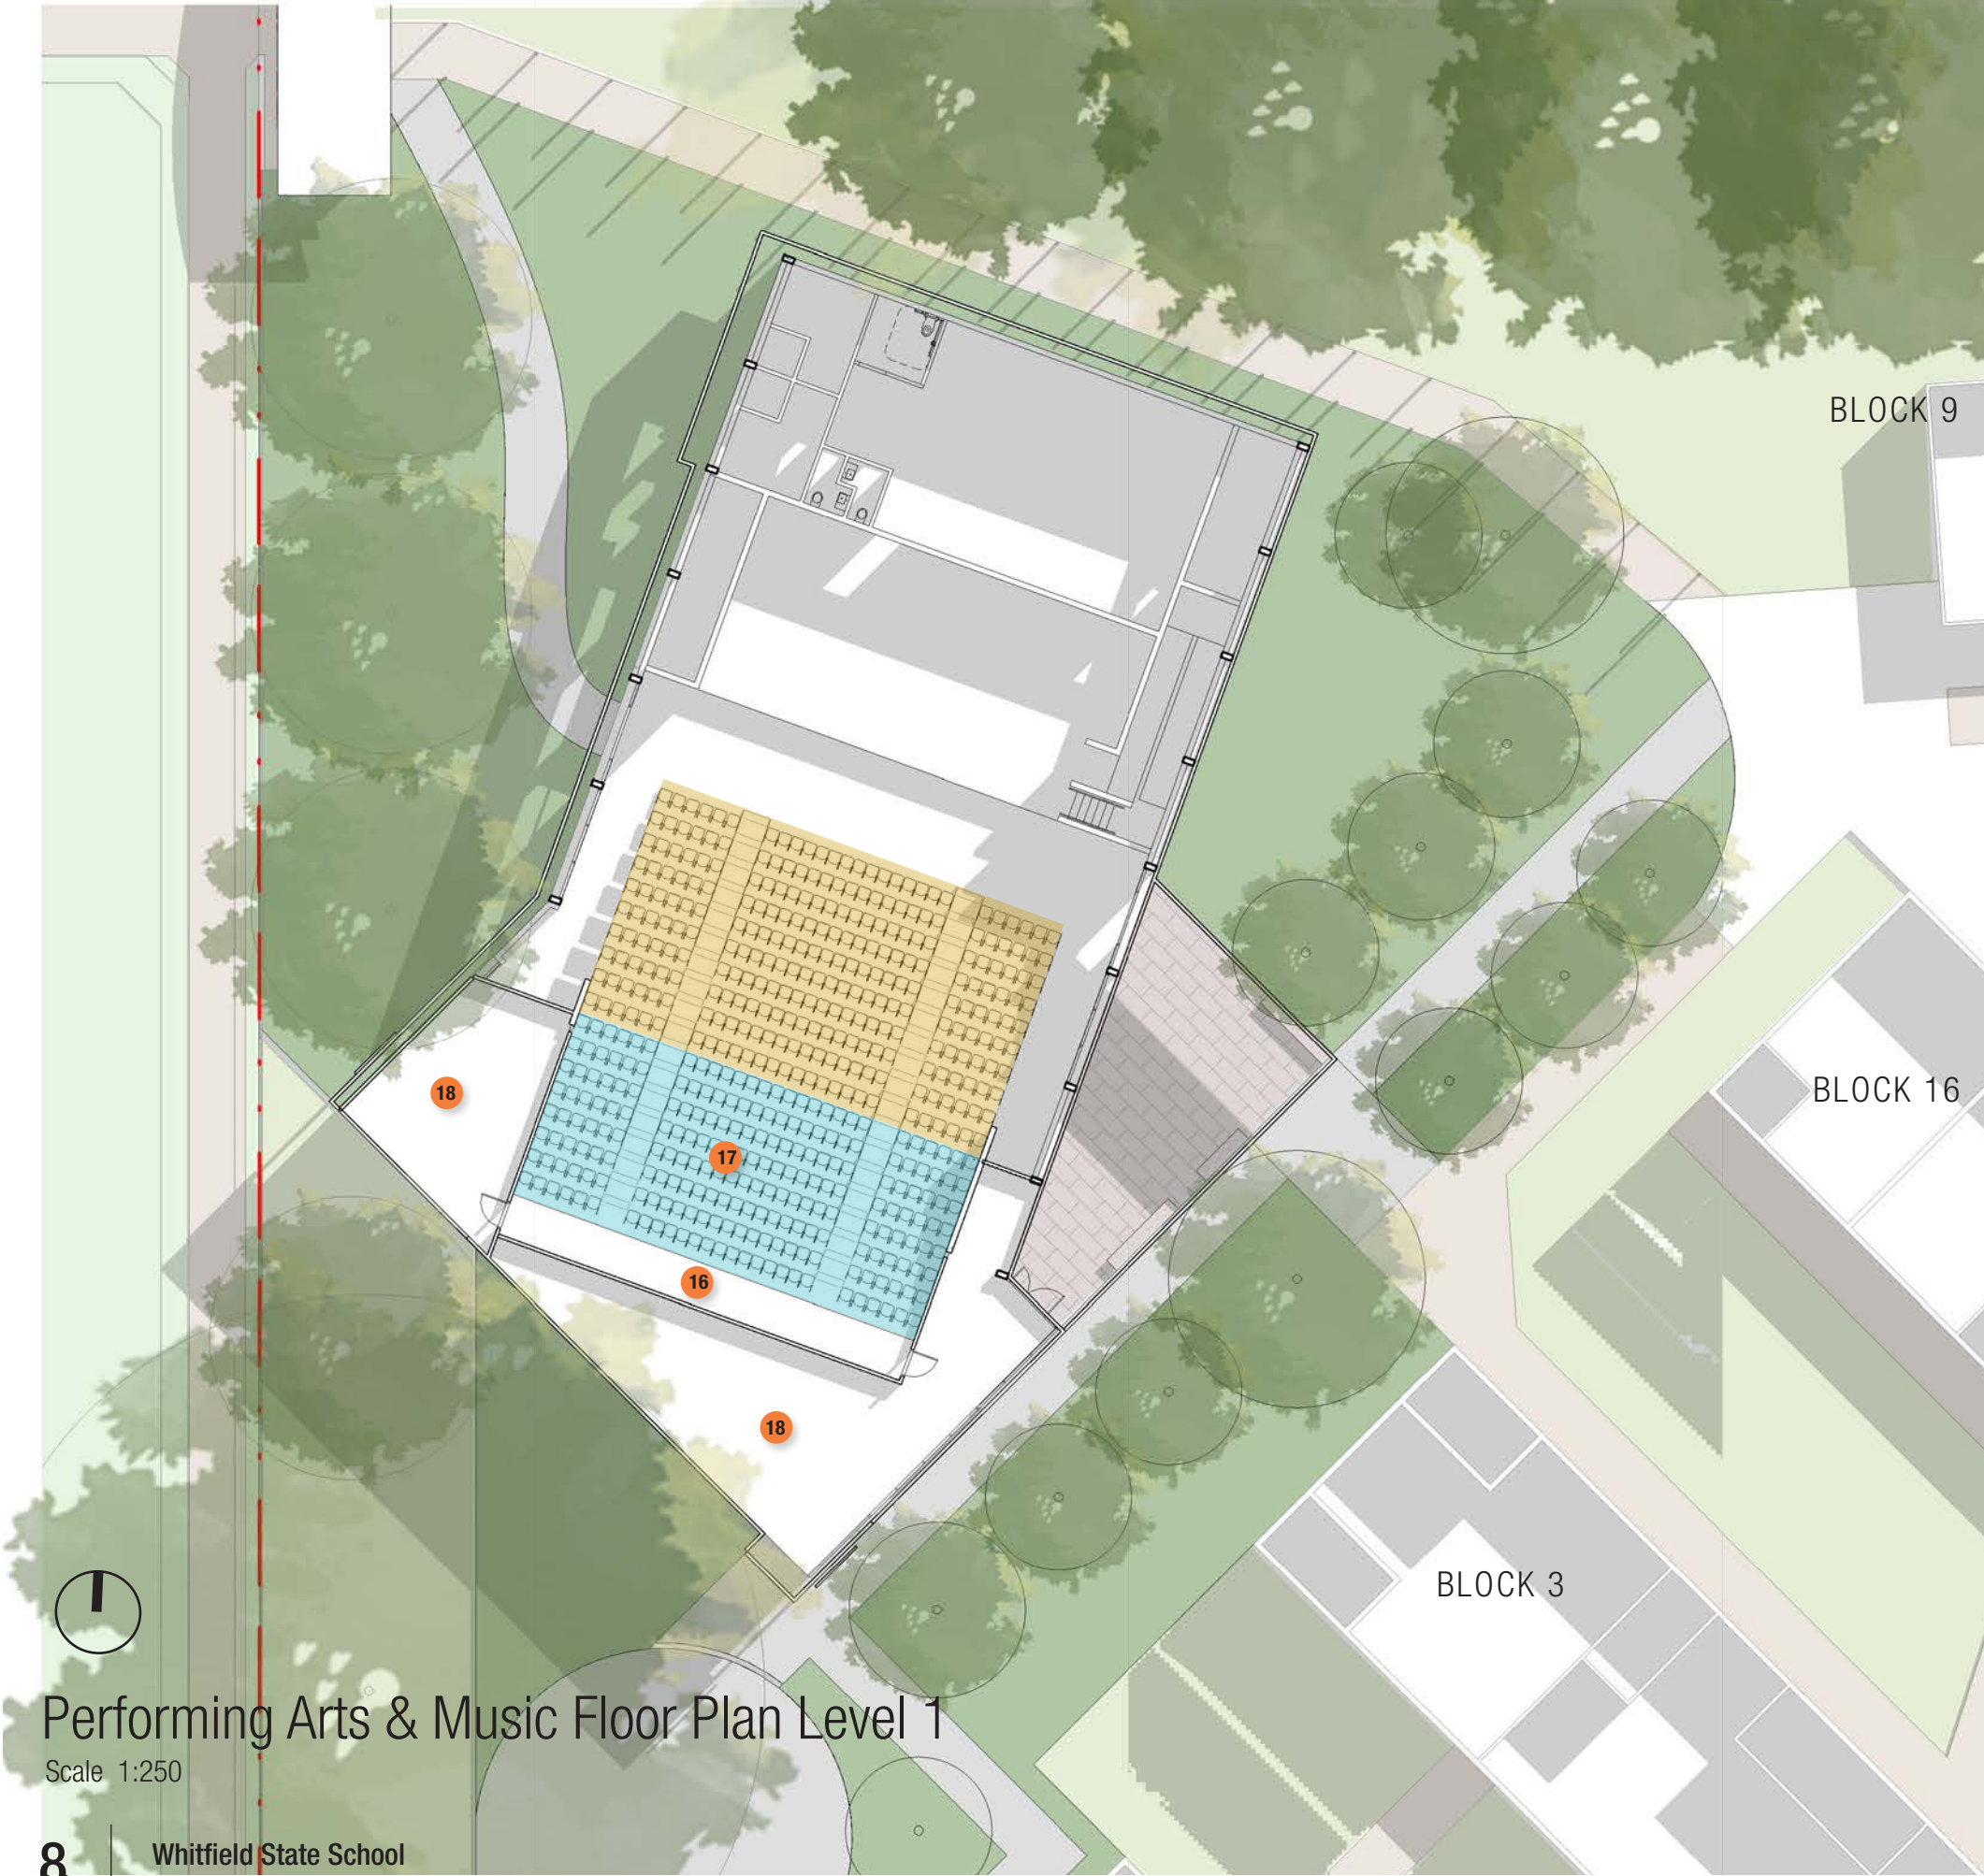 BLOCK 9
BLOCK 16
18
17
16
18
BLOCK 3
Performing Arts & Music Floor Plan Level 1
Scale 1:250
8
Whitfield State School